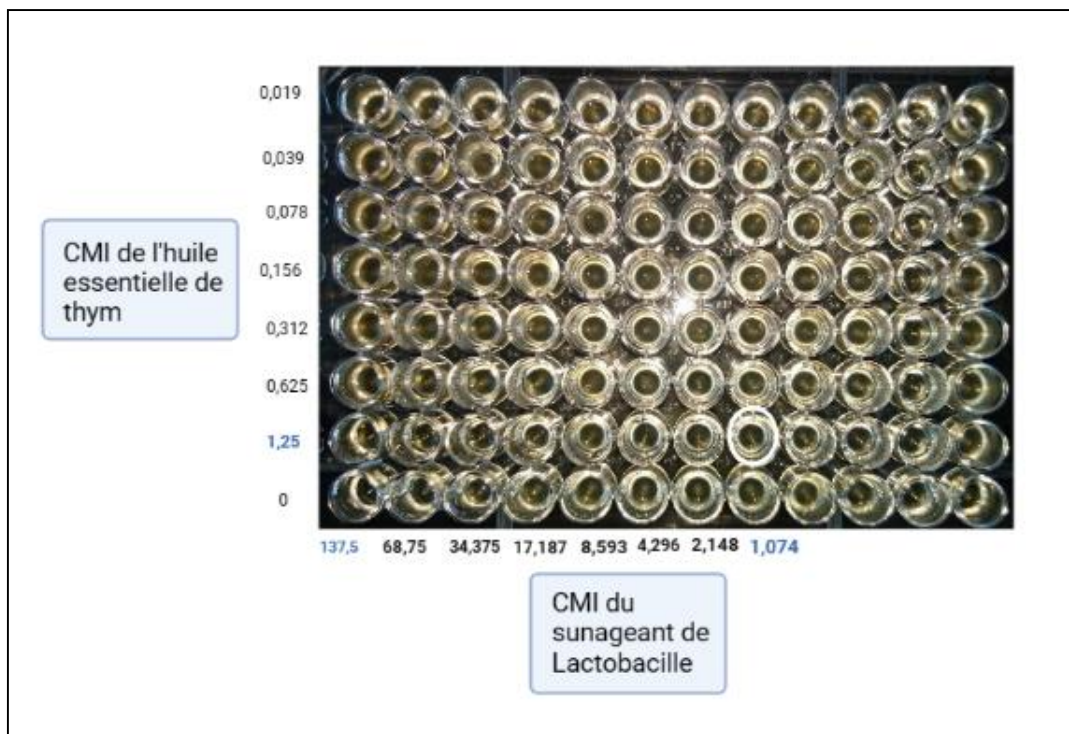 0,019
0,039
0,078
0,156
0,312
0,625
1,25
0
CMI de l'huile
essentielle de
thym
137,5 68,75 34,375 17,187 8,593 4,296 2,148 1,074
CMI du
sunageant de
Lactobacille